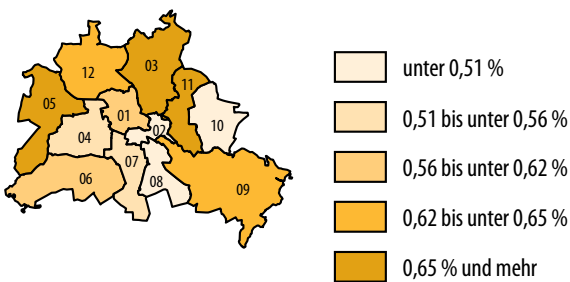 03
12
11
05
01
02
10
04
07
06
08
09
unter 0,51 %
0,51 bis unter 0,56 %
0,56 bis unter 0,62 %
0,62 bis unter 0,65 %
0,65 % und mehr